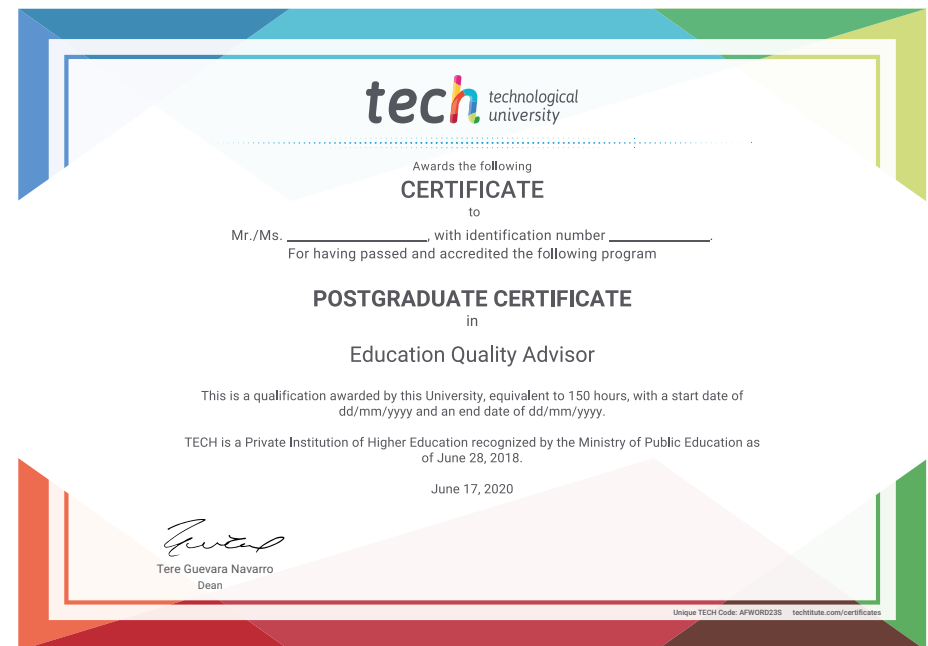 tech technological
university
Awards the following
CERTIFICATE
to
Mr./Ms. ____________________, with identification number ______________.
For having passed and accredited the following program
POSTGRADUATE CERTIFICATE
in
Education Quality Advisor
This is a qualification awarded by this University, equivalent to 150 hours, with a start date of
dd/mm/yyyy and an end date of dd/mm/yyyy.
TECH is a Private Institution of Higher Education recognized by the Ministry of Public Education as
of June 28, 2018.
June 17, 2020
Tere Guevara Navarro
Dean
Unique TECH Code: AFWORD23S techtitute.com/certificates